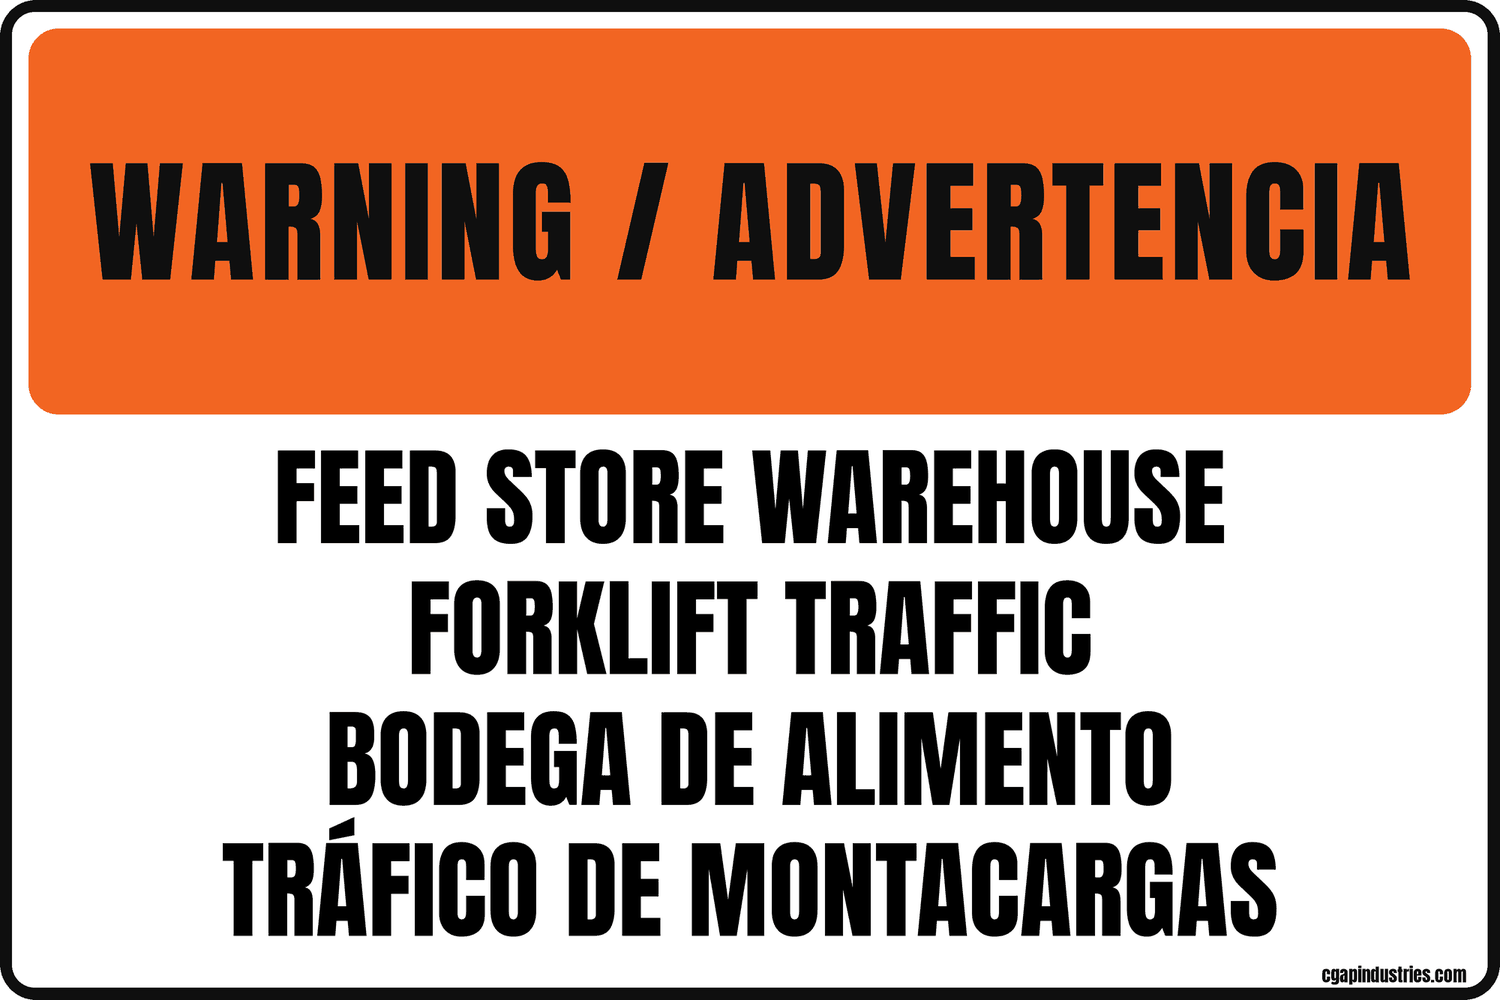 WARNING / ADVERTENCIA
FEED STORE WAREHOUSE
FORKLIFT TRAFFIC
BODEGA DE ALIMENTO
TRÁFICO DE MONTACARGAS
cgapindustries.com